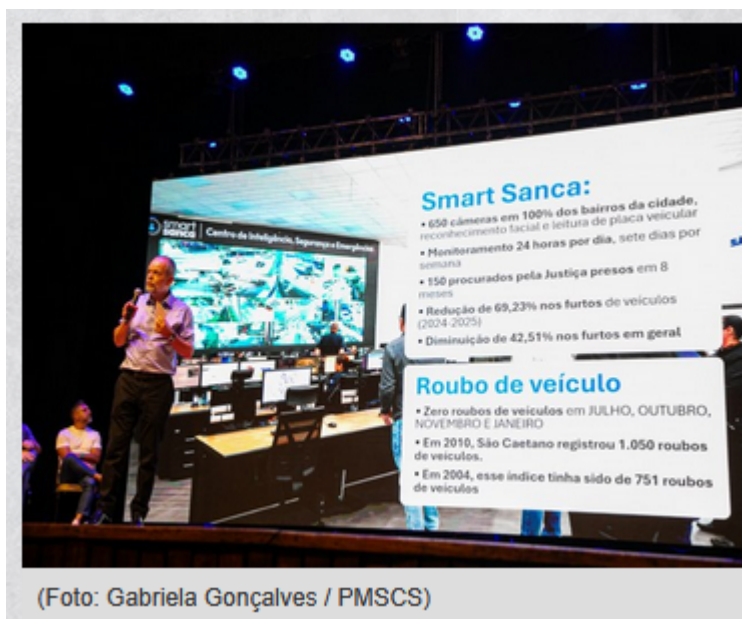 smart sanca
Centro de Inteligência, Segurança e Emergências
Smart Sanca:
• 650 câmeras em 100% dos bairros da cidade,
reconhecimento facial e leitura de placa veicular
• Monitoramento 24 horas por dia, sete dias por
semana
• 150 procurados pela Justiça presos em 8
meses
• Redução de 69,23% nos furtos de veículos
(2024-2025)
• Diminuição de 42,51% nos furtos em geral
Roubo de veículo
• Zero roubos de veículos em JULHO, OUTUBRO,
NOVEMBRO E JANEIRO
• Em 2010, São Caetano registrou 1.050 roubos
de veículos.
• Em 2004, esse índice tinha sido de 751 roubos
de veículos
(Foto: Gabriela Gonçalves / PMSCS)